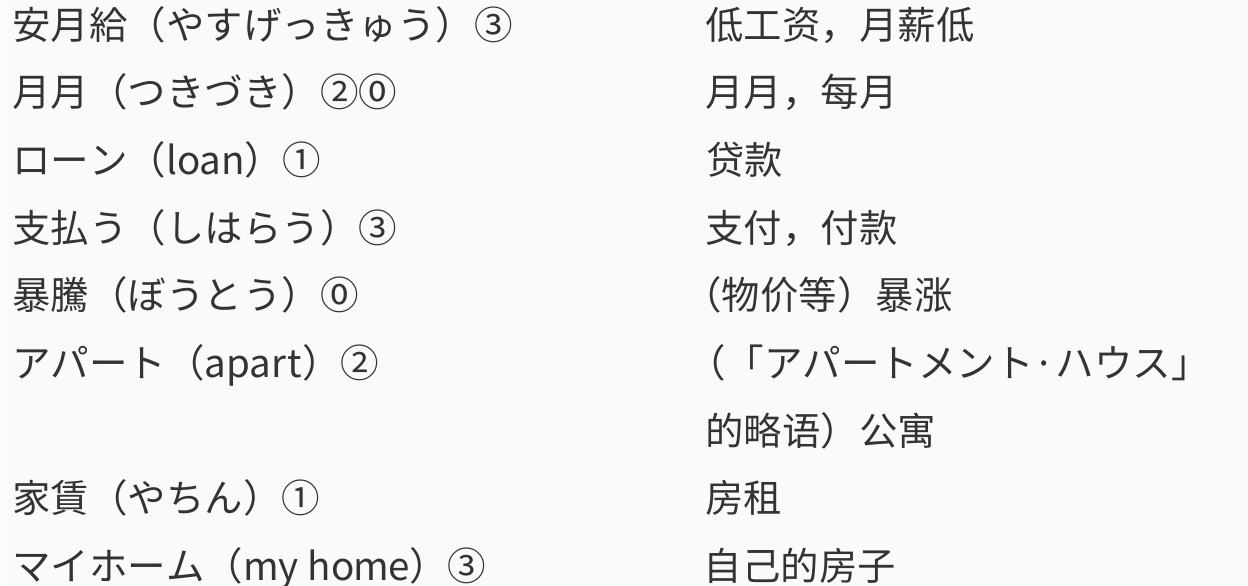 安月給（やすげっきゅう）③ 低工资，月薪低
月月（つきづき）②⓪ 月月，每月
ローン（loan）① 贷款
支払う（しはらう）③ 支付，付款
暴騰（ぼうとう）⓪ （物价等）暴涨
アパート（apart）② （「アパートメント·ハウス」
的略语）公寓
家賃（やちん）① 房租
マイホーム（my home）③ 自己的房子